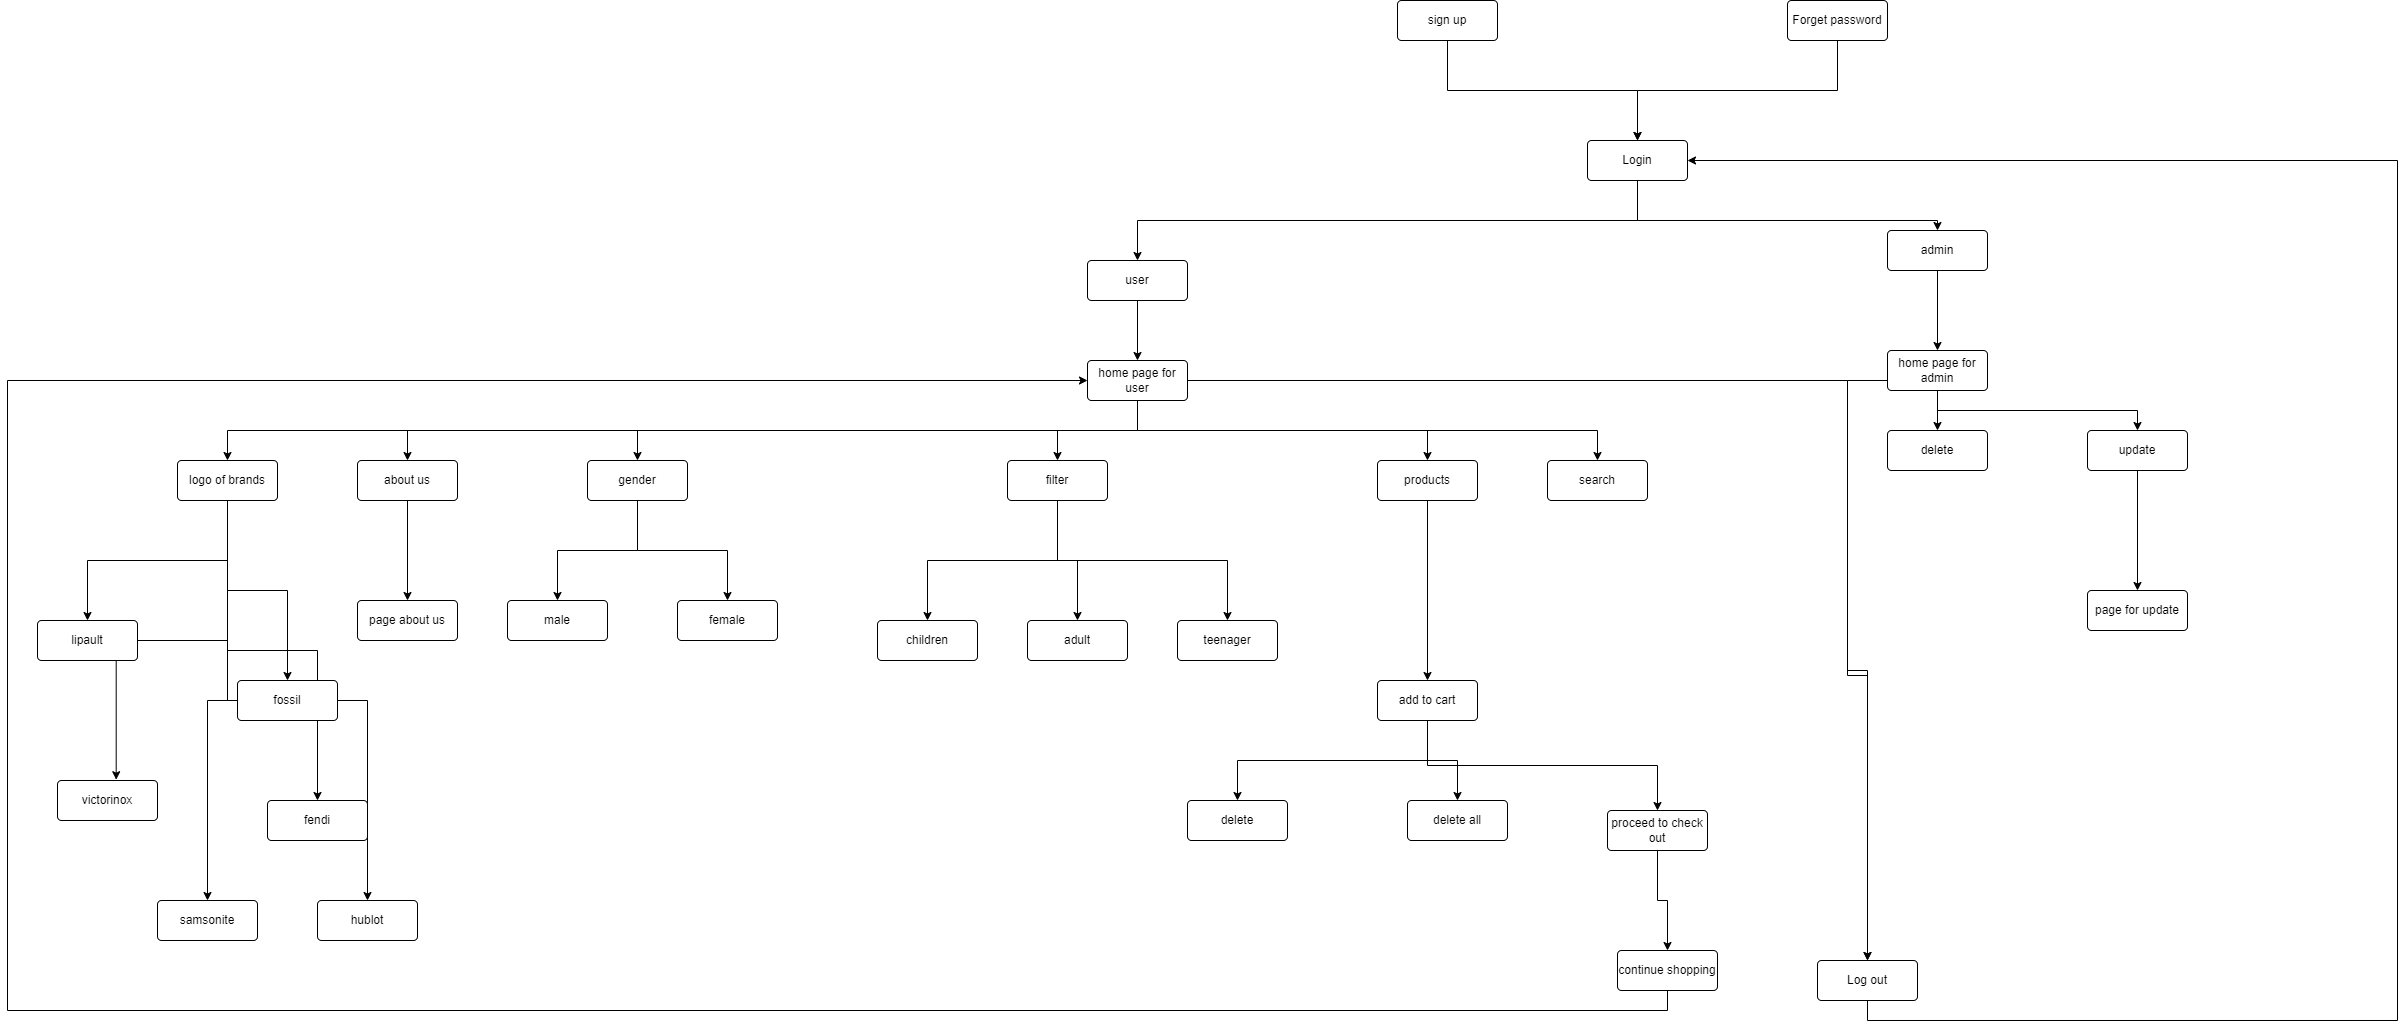 sign up
Forget password
Login
admin
user
home page for
user
home page for
admin
delete
update
logo of brands
about us
gender
filter
products
search
page about us
male
female
page for update
lipault
children
adult
teenager
fossil
add to cart
victorinox
fendi
delete
delete all
proceed to check
out
samsonite
hublot
continue shopping
Log out